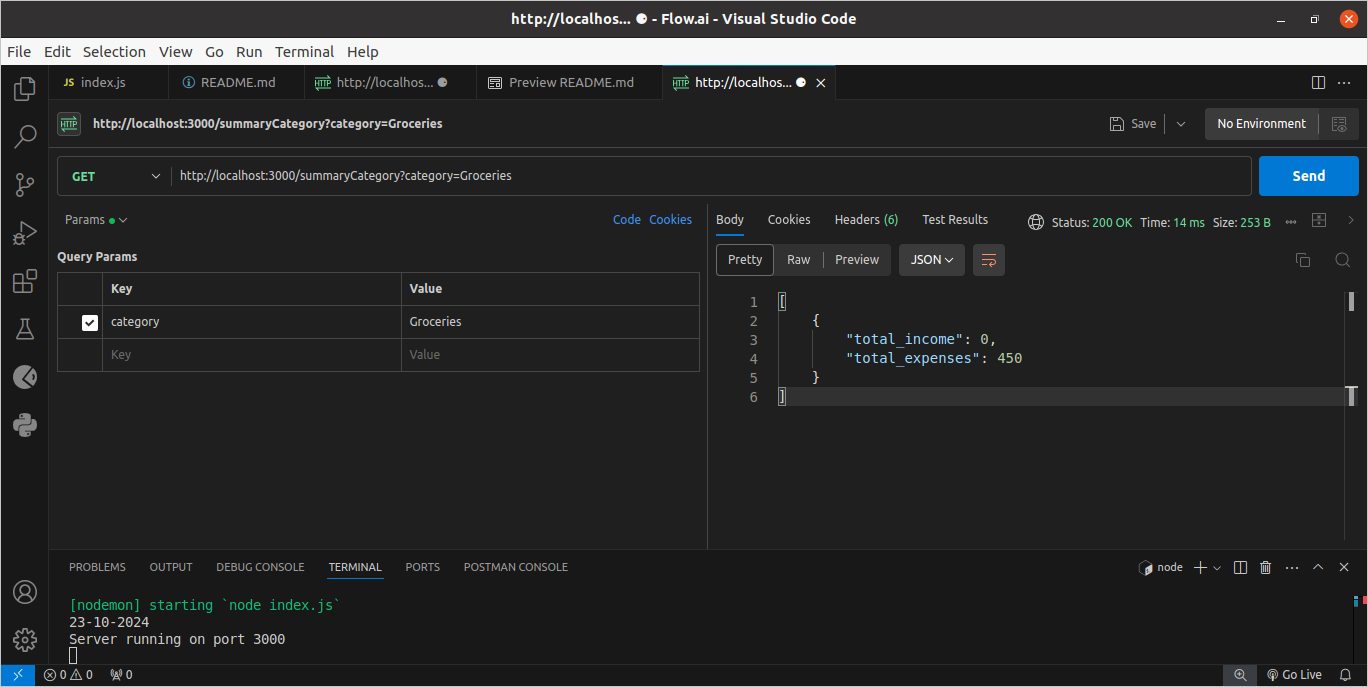 http://localhos... ⚈ - Flow.ai - Visual Studio Code
File Edit Selection View Go Run Terminal Help
JS index.js README.md HTTP http://localhos... Preview README.md HTTP http://localhos...
HTTP http://localhost:3000/summaryCategory?category=Groceries Save No Environment
GET http://localhost:3000/summaryCategory?category=Groceries Send
Params Code Cookies
Query Params
Key Value
category Groceries
Key Value
Body Cookies Headers (6) Test Results Status: 200 OK Time: 14 ms Size: 253 B
Pretty Raw Preview JSON
1 [
2 {
3 "total_income": 0,
4 "total_expenses": 450
5 }
6 ]
PROBLEMS OUTPUT DEBUG CONSOLE TERMINAL PORTS POSTMAN CONSOLE node
[nodemon] starting `node index.js`
23-10-2024
Server running on port 3000
0 0 0 Go Live